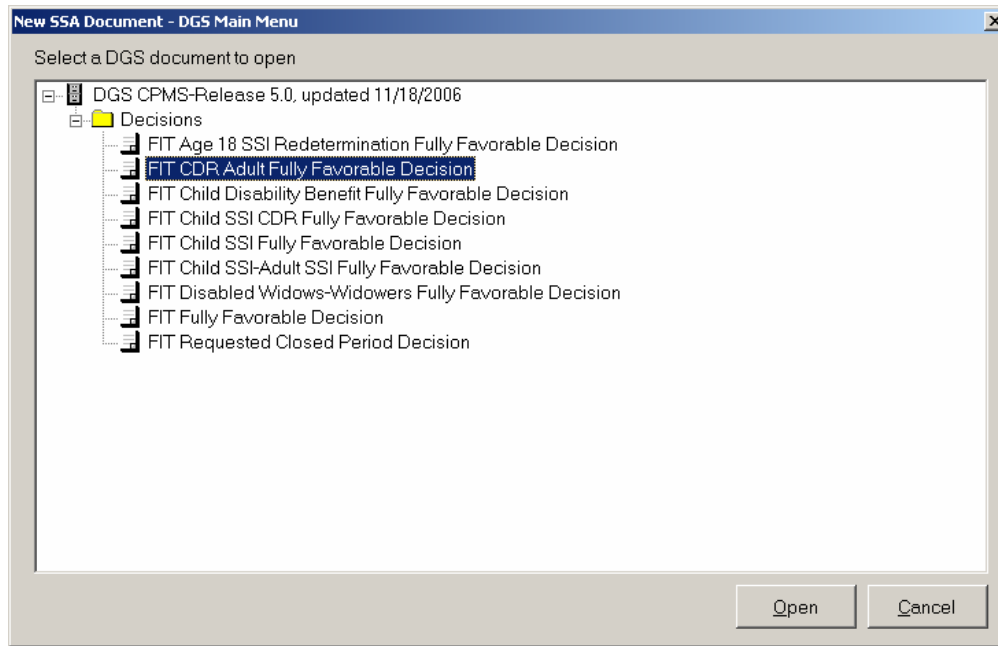 New SSA Document - DGS Main Menu
Select a DGS document to open
DGS CPMS-Release 5.0, updated 11/18/2006
Decisions
FIT Age 18 SSI Redetermination Fully Favorable Decision
FIT CDR Adult Fully Favorable Decision
FIT Child Disability Benefit Fully Favorable Decision
FIT Child SSI CDR Fully Favorable Decision
FIT Child SSI Fully Favorable Decision
FIT Child SSI-Adult SSI Fully Favorable Decision
FIT Disabled Widows-Widowers Fully Favorable Decision
FIT Fully Favorable Decision
FIT Requested Closed Period Decision
Open Cancel